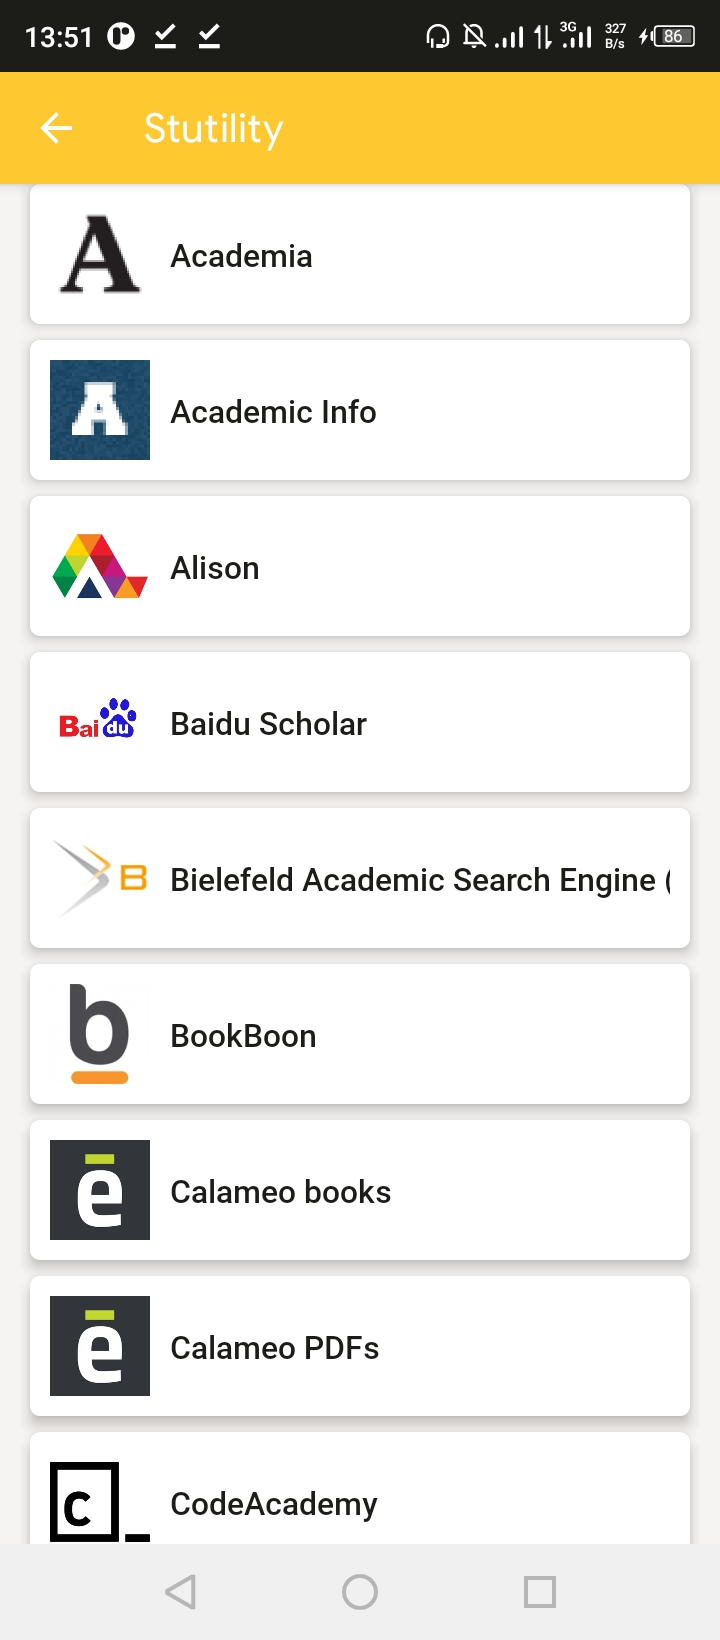 13:51 3G 327 B/s 86
Stutility
A Academia
A Academic Info
Alison
Bai du Baidu Scholar
B Bielefeld Academic Search Engine (
b BookBoon
ē Calameo books
ē Calameo PDFs
c_ CodeAcademy